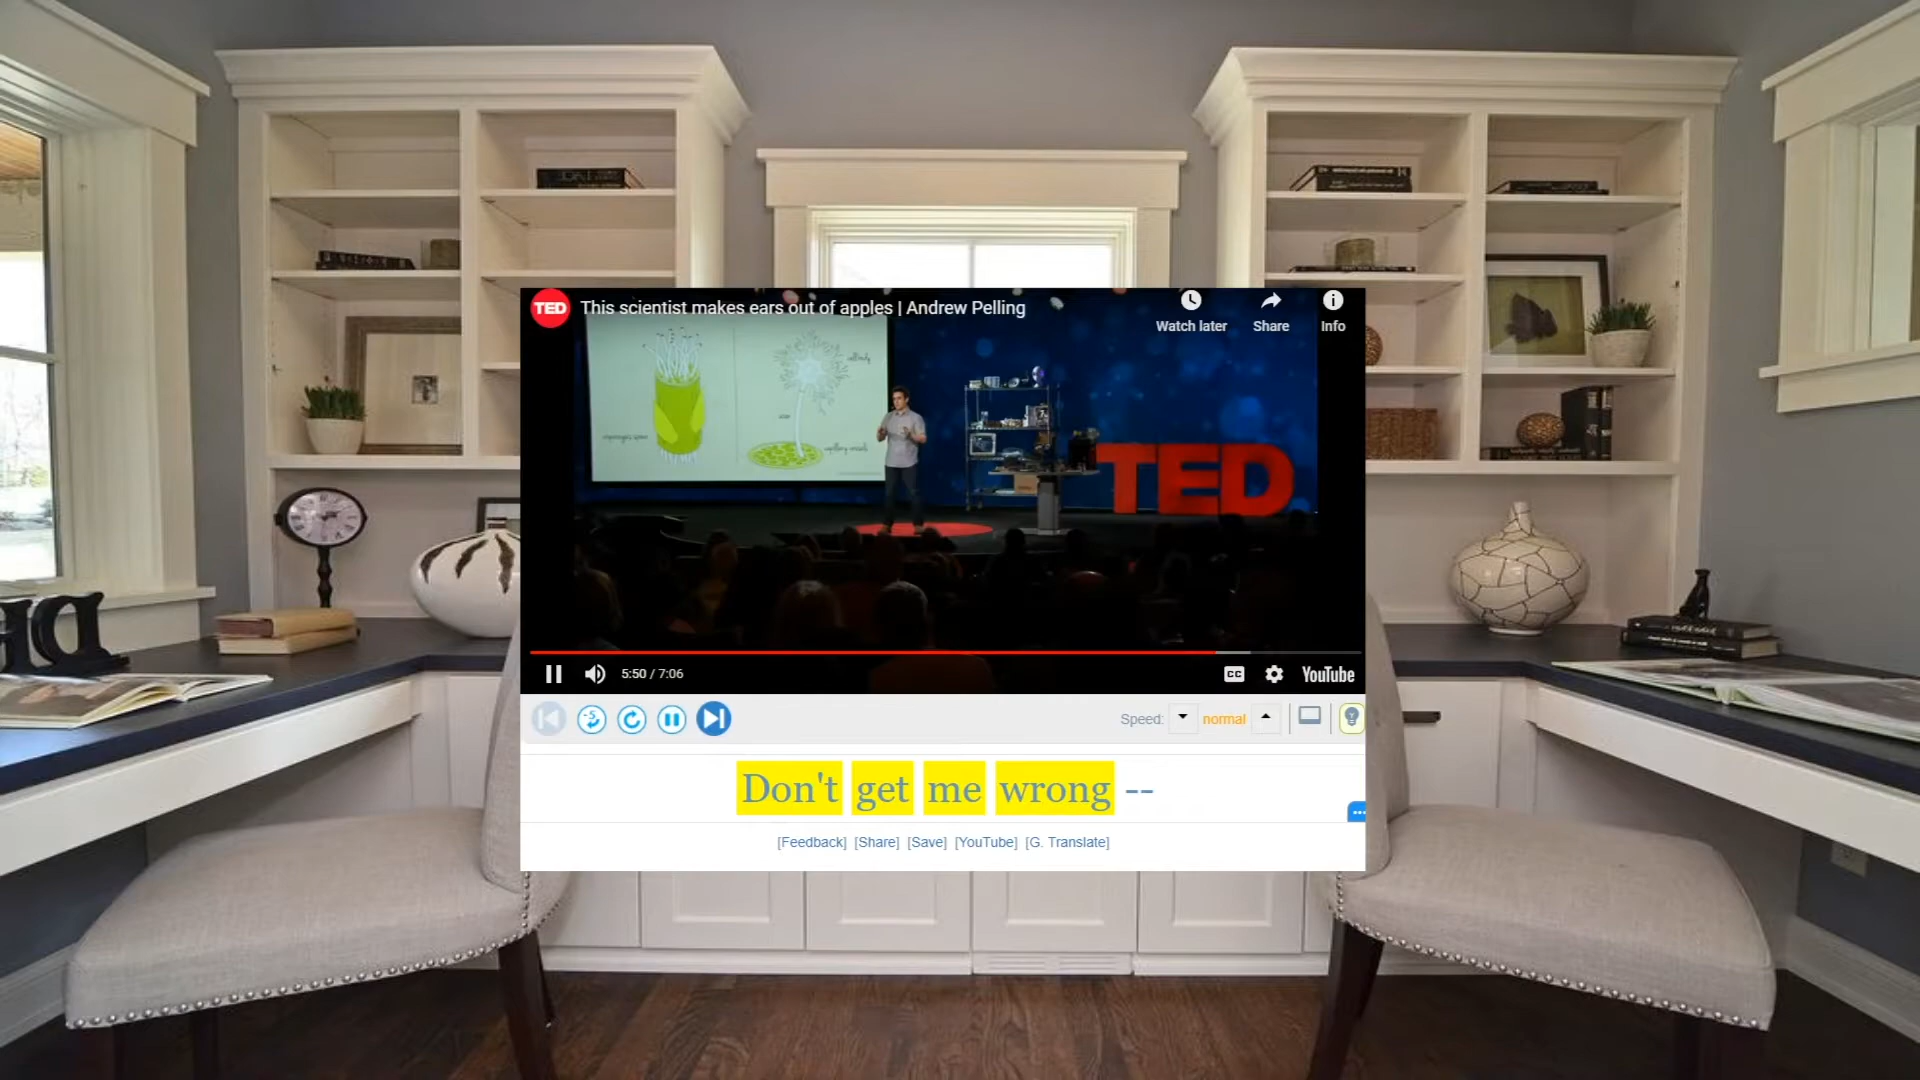 TED This scientist makes ears out of apples | Andrew Pelling
Watch later Share Info
TED
5:50 / 7:06
CC YouTube
-5
Speed: normal
Don't get me wrong --
[Feedback] [Share] [Save] [YouTube] [G. Translate]